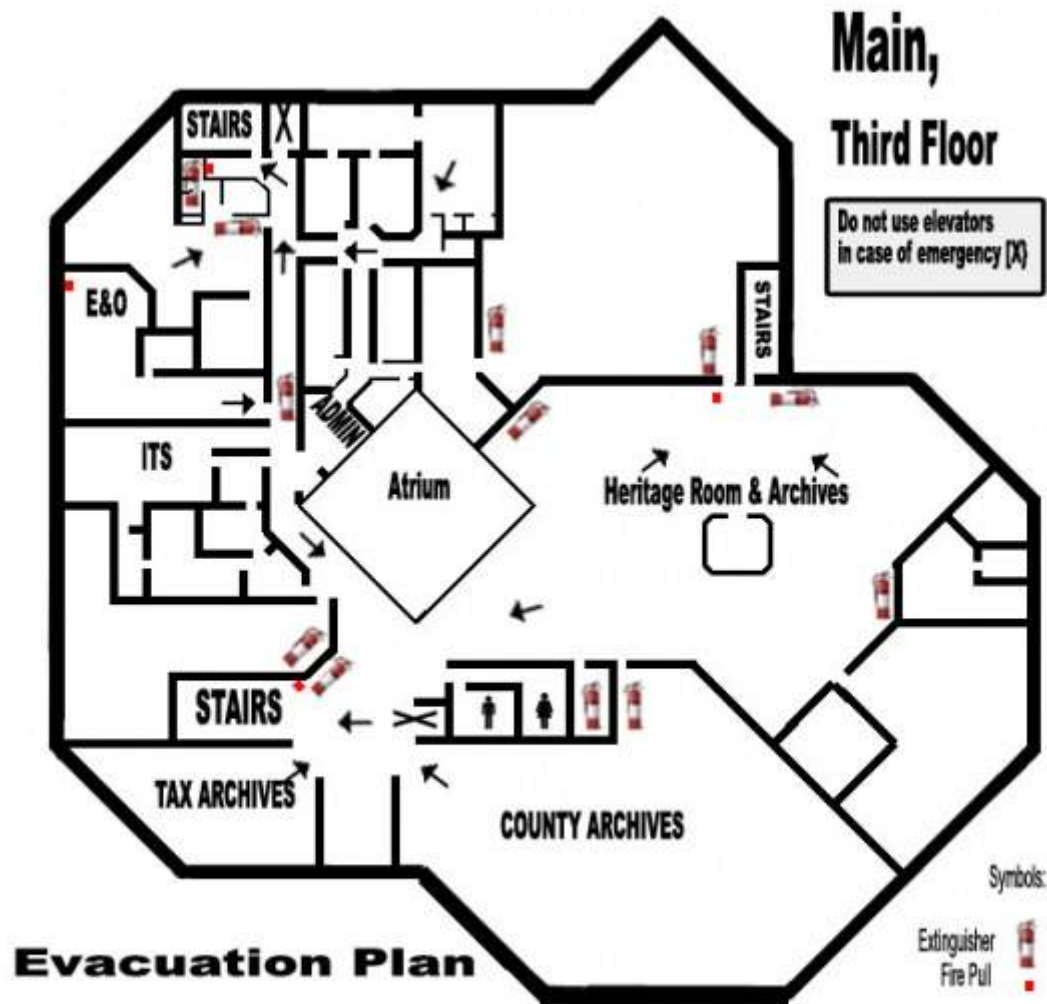 Main,
Third Floor
Do not use elevators
in case of emergency [X}
STAIRS
X
STAIRS
E&O
ADMIN
ITS
Atrium
Heritage Room & Archives
STAIRS
X
TAX ARCHIVES
COUNTY ARCHIVES
Symbols:
Extinguisher
Fire Pull
Evacuation Plan